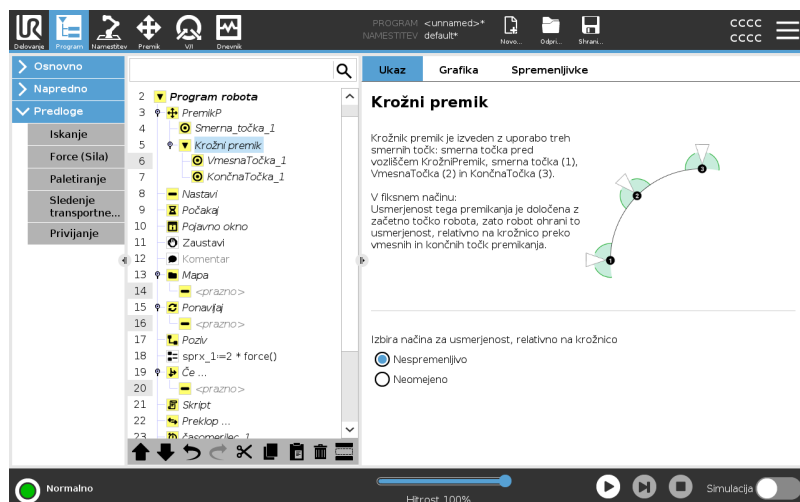 Delovanje
Program
Namestitev
Premik
V/I
Dnevnik
PROGRAM <unnamed>*
NAMESTITEV default*
Novo...
Odpri...
Shrani...
CCCC
CCCC
Osnovno
Napredno
Predloge
Iskanje
Force (Sila)
Paletiranje
Sledenje
transportne...
Privijanje
2 Program robota
3 PremikP
4 Smerna_točka_1
5 Krožni premik
6 VmesnaTočka_1
7 KončnaTočka_1
8 Nastavi
9 Počakaj
10 Pojavno okno
11 Zaustavi
12 Komentar
13 Mapa
14 <prazno>
15 Ponavljaj
16 <prazno>
17 Poziv
18 sprx_1:=2 * force()
19 Če ...
20 <prazno>
21 Skript
22 Preklop ...
23 časomerilec_1
Ukaz
Grafika
Spremenljivke
Krožni premik
Krožnik premik je izveden z uporabo treh
smernih točk: smerna točka pred
vozliščem KrožniPremik, smerna točka (1),
VmesnaTočka (2) in KončnaTočka (3).
V fiksnem načinu:
Usmerjenost tega premikanja je določena z
začetno točko robota, zato robot ohrani to
usmerjenost, relativno na krožnico preko
vmesnih in končnih točk premikanja.
1
2
3
Izbira načina za usmerjenost, relativno na krožnico
Nespremenljivo
Neomejeno
Normalno
Hitrost 100%
Simulacija